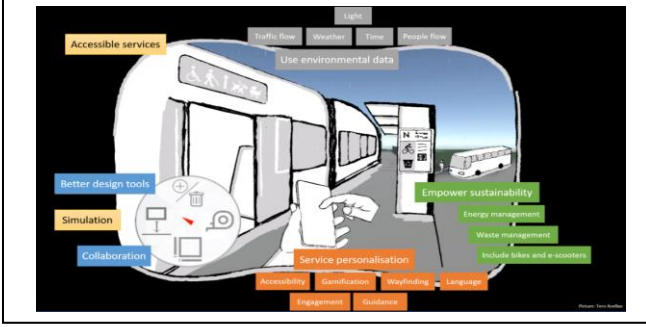 Light
Traffic flow Weather Time People flow
Use environmental data
Accessible services
N
Better design tools
Simulation
Collaboration
Empower sustainability
Energy management
Waste management
Include bikes and e-scooters
Service personalisation
Accessibility Gamification Wayfinding Language
Engagement Guidance